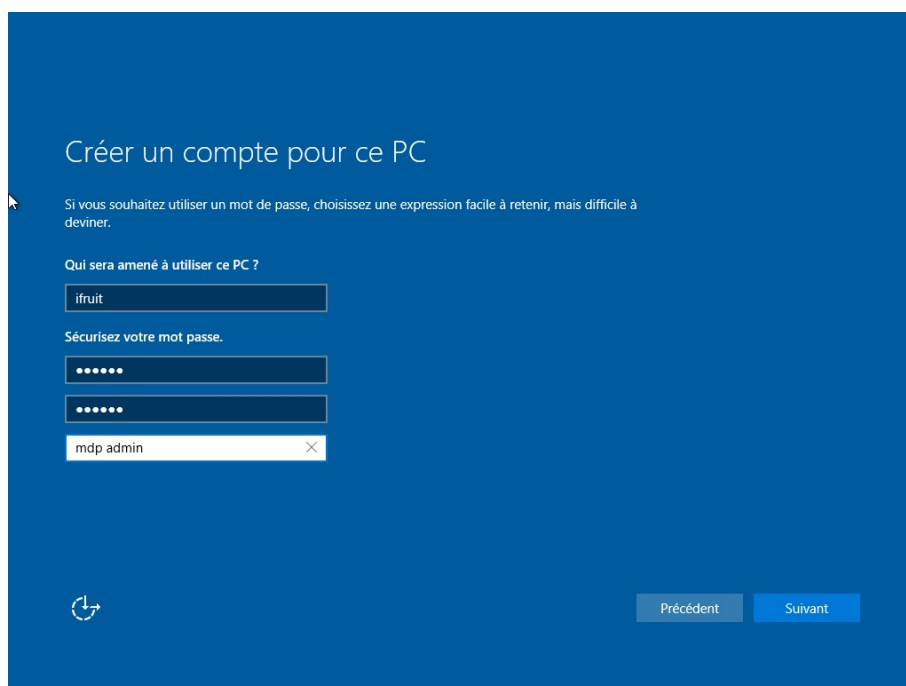 Créer un compte pour ce PC
Si vous souhaitez utiliser un mot de passe, choisissez une expression facile à retenir, mais difficile à
deviner.
Qui sera amené à utiliser ce PC ?
ifruit
Sécurisez votre mot passe.
••••••
••••••
mdp admin
Précédent
Suivant